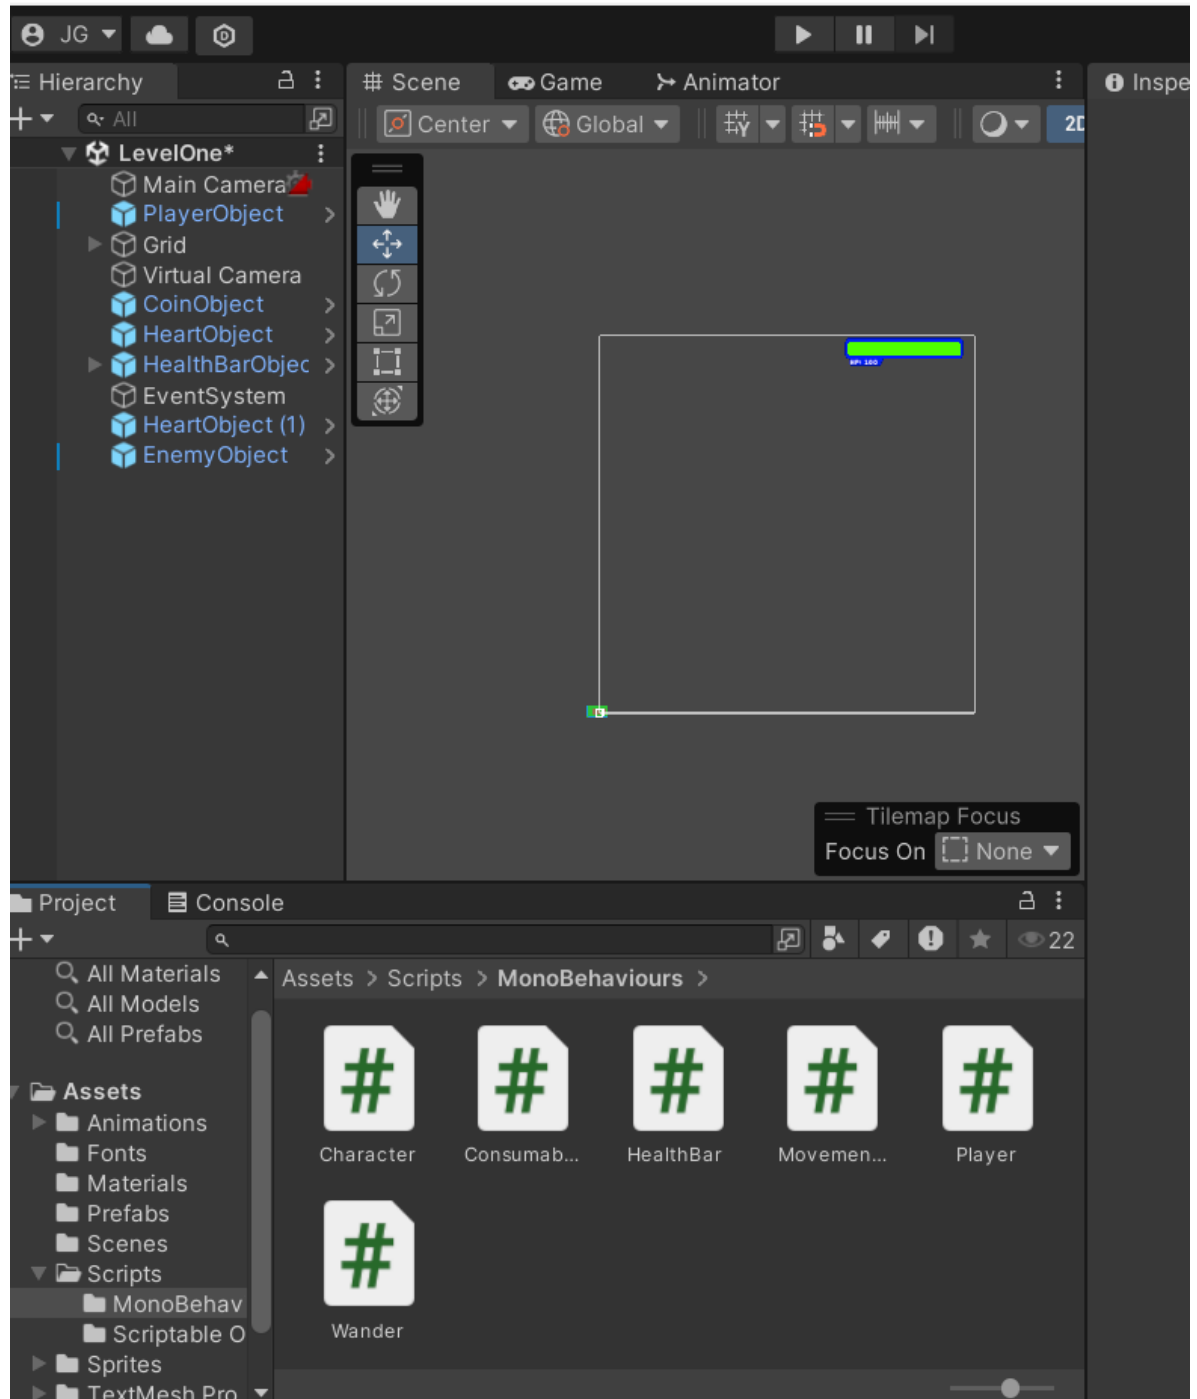 JG
Hierarchy
Scene
Game
Animator
Inspe
All
Center
Global
2D
LevelOne*
Main Camera
PlayerObject
Grid
Virtual Camera
CoinObject
HeartObject
HealthBarObjec
EventSystem
HeartObject (1)
EnemyObject
HP: 100
Tilemap Focus
Focus On
None
Project
Console
22
All Materials
All Models
All Prefabs
Assets
Animations
Fonts
Materials
Prefabs
Scenes
Scripts
MonoBehav
Scriptable O
Sprites
TextMesh Pro
Assets > Scripts > MonoBehaviours >
Character
Consumab...
HealthBar
Movemen...
Player
Wander